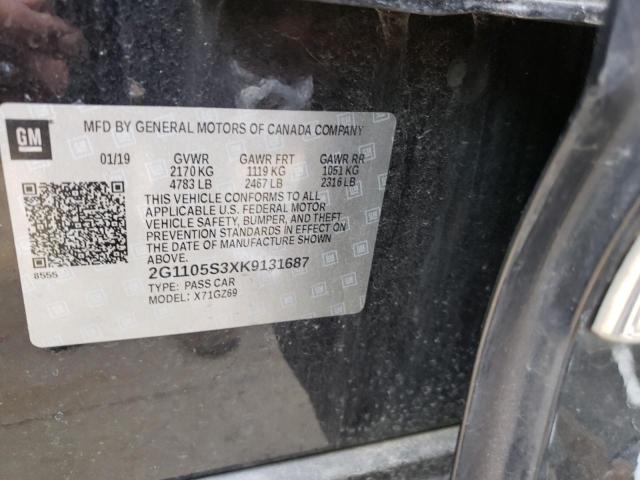 GM
MFD BY GENERAL MOTORS OF CANADA COMPANY
01/19 GVWR GAWR FRT GAWR RR
2170 KG 1119 KG 1051 KG
4783 LB 2467 LB 2316 LB
THIS VEHICLE CONFORMS TO ALL
APPLICABLE U.S. FEDERAL MOTOR
VEHICLE SAFETY, BUMPER, AND THEFT
PREVENTION STANDARDS IN EFFECT ON
THE DATE OF MANUFACTURE SHOWN
ABOVE.
8555
2G1105S3XK9131687
TYPE: PASS CAR
MODEL: X71GZ69